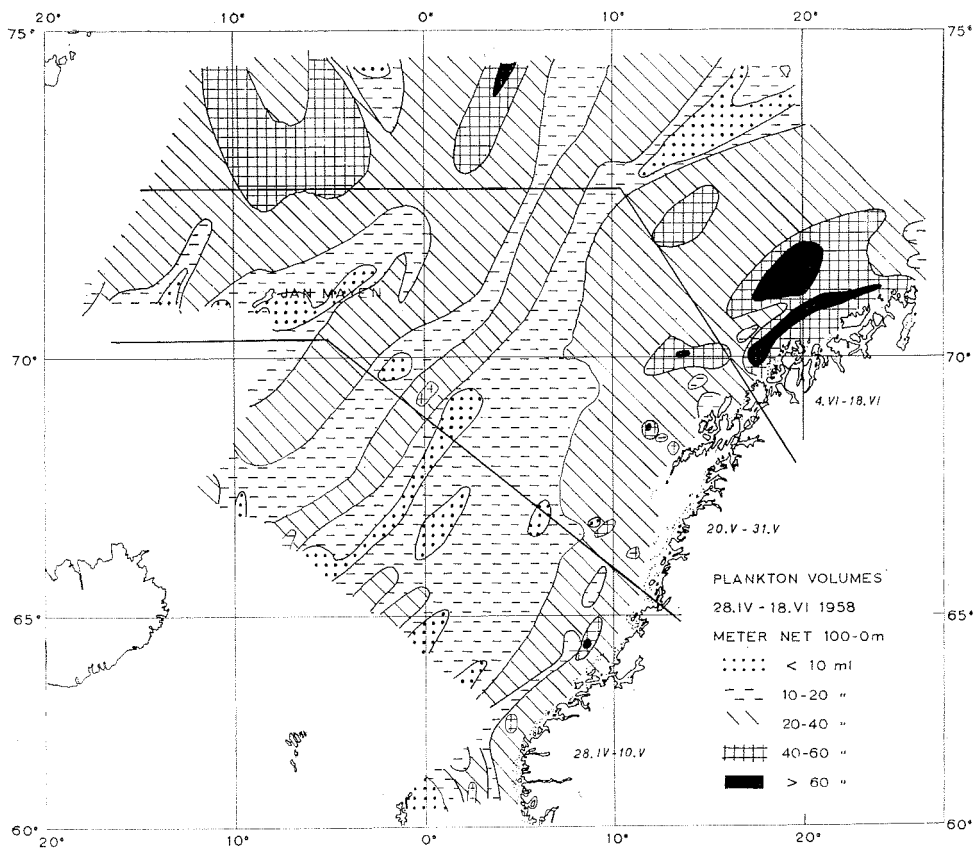 20° 10° 0° 10° 20°
75° 75°
JAN MAYEN
70° 70°
4.VI-18.VI
20.V-31.V
PLANKTON VOLUMES
28.IV-18.VI 1958
65° 65°
METER NET 100-0m
< 10 ml
10-20 "
20-40 "
40-60 "
> 60 "
28.IV-10.V
60° 60°
20° 10° 0° 10° 20°